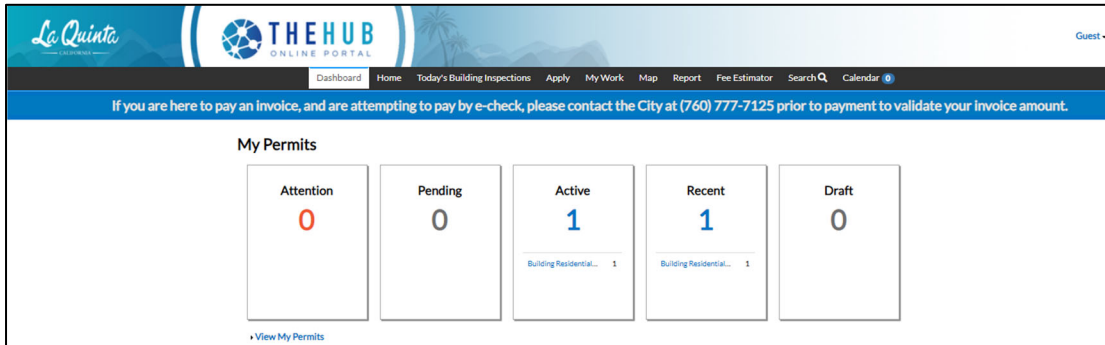 La Quinta
CALIFORNIA
THEHUB
ONLINE PORTAL
Guest
Dashboard Home Today's Building Inspections Apply My Work Map Report Fee Estimator Search Calendar 0
If you are here to pay an invoice, and are attempting to pay by e-check, please contact the City at (760) 777-7125 prior to payment to validate your invoice amount.
My Permits
Attention Pending Active Recent Draft
0 0 1 1 0
Building Residential... 1 Building Residential... 1
View My Permits